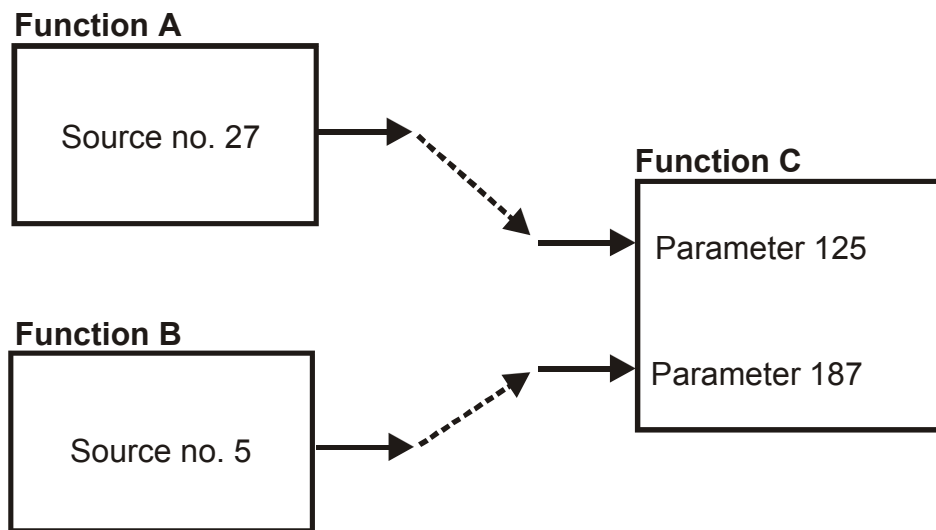 Function A
Source no. 27
Function C
Parameter 125
Function B
Parameter 187
Source no. 5